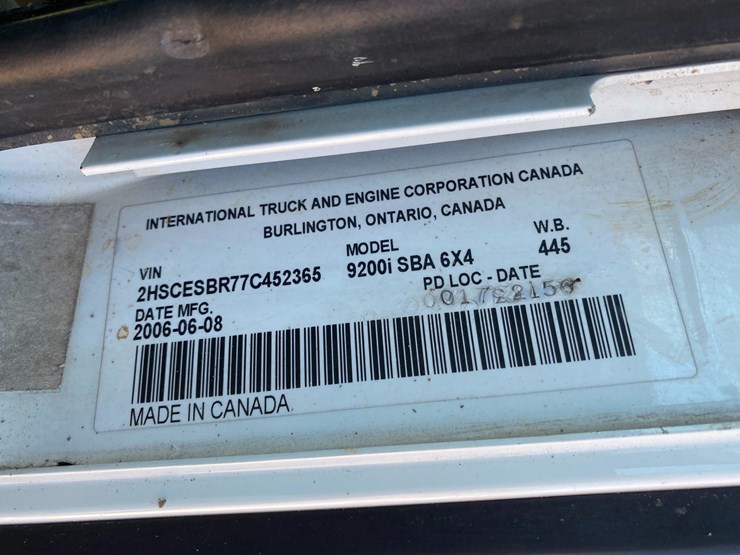 INTERNATIONAL TRUCK AND ENGINE CORPORATION CANADA
BURLINGTON, ONTARIO, CANADA
VIN MODEL W.B.
2HSCESBR77C452365 9200i SBA 6X4 445
DATE MFG. PD LOC - DATE
2006-06-08
MADE IN CANADA